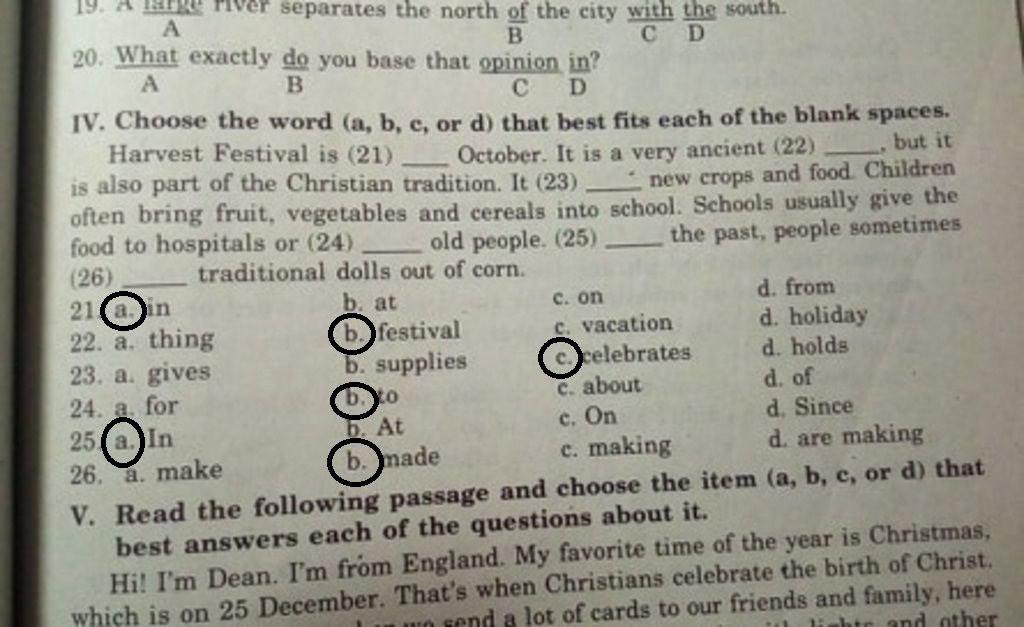 19. A large river separates the north of the city with the south.
A B C D
20. What exactly do you base that opinion in?
A B C D
IV. Choose the word (a, b, c, or d) that best fits each of the blank spaces.
Harvest Festival is (21) ____ October. It is a very ancient (22) ____, but it
is also part of the Christian tradition. It (23) ____ new crops and food. Children
often bring fruit, vegetables and cereals into school. Schools usually give the
food to hospitals or (24) ____ old people. (25) ____ the past, people sometimes
(26) ____ traditional dolls out of corn.
21. a. in b. at c. on d. from
22. a. thing b. festival c. vacation d. holiday
23. a. gives b. supplies c. celebrates d. holds
24. a. for b. to c. about d. of
25. a. In b. At c. On d. Since
26. a. make b. made c. making d. are making
V. Read the following passage and choose the item (a, b, c, or d) that
best answers each of the questions about it.
Hi! I'm Dean. I'm from England. My favorite time of the year is Christmas,
which is on 25 December. That's when Christians celebrate the birth of Christ.
we send a lot of cards to our friends and family, here
lights and other